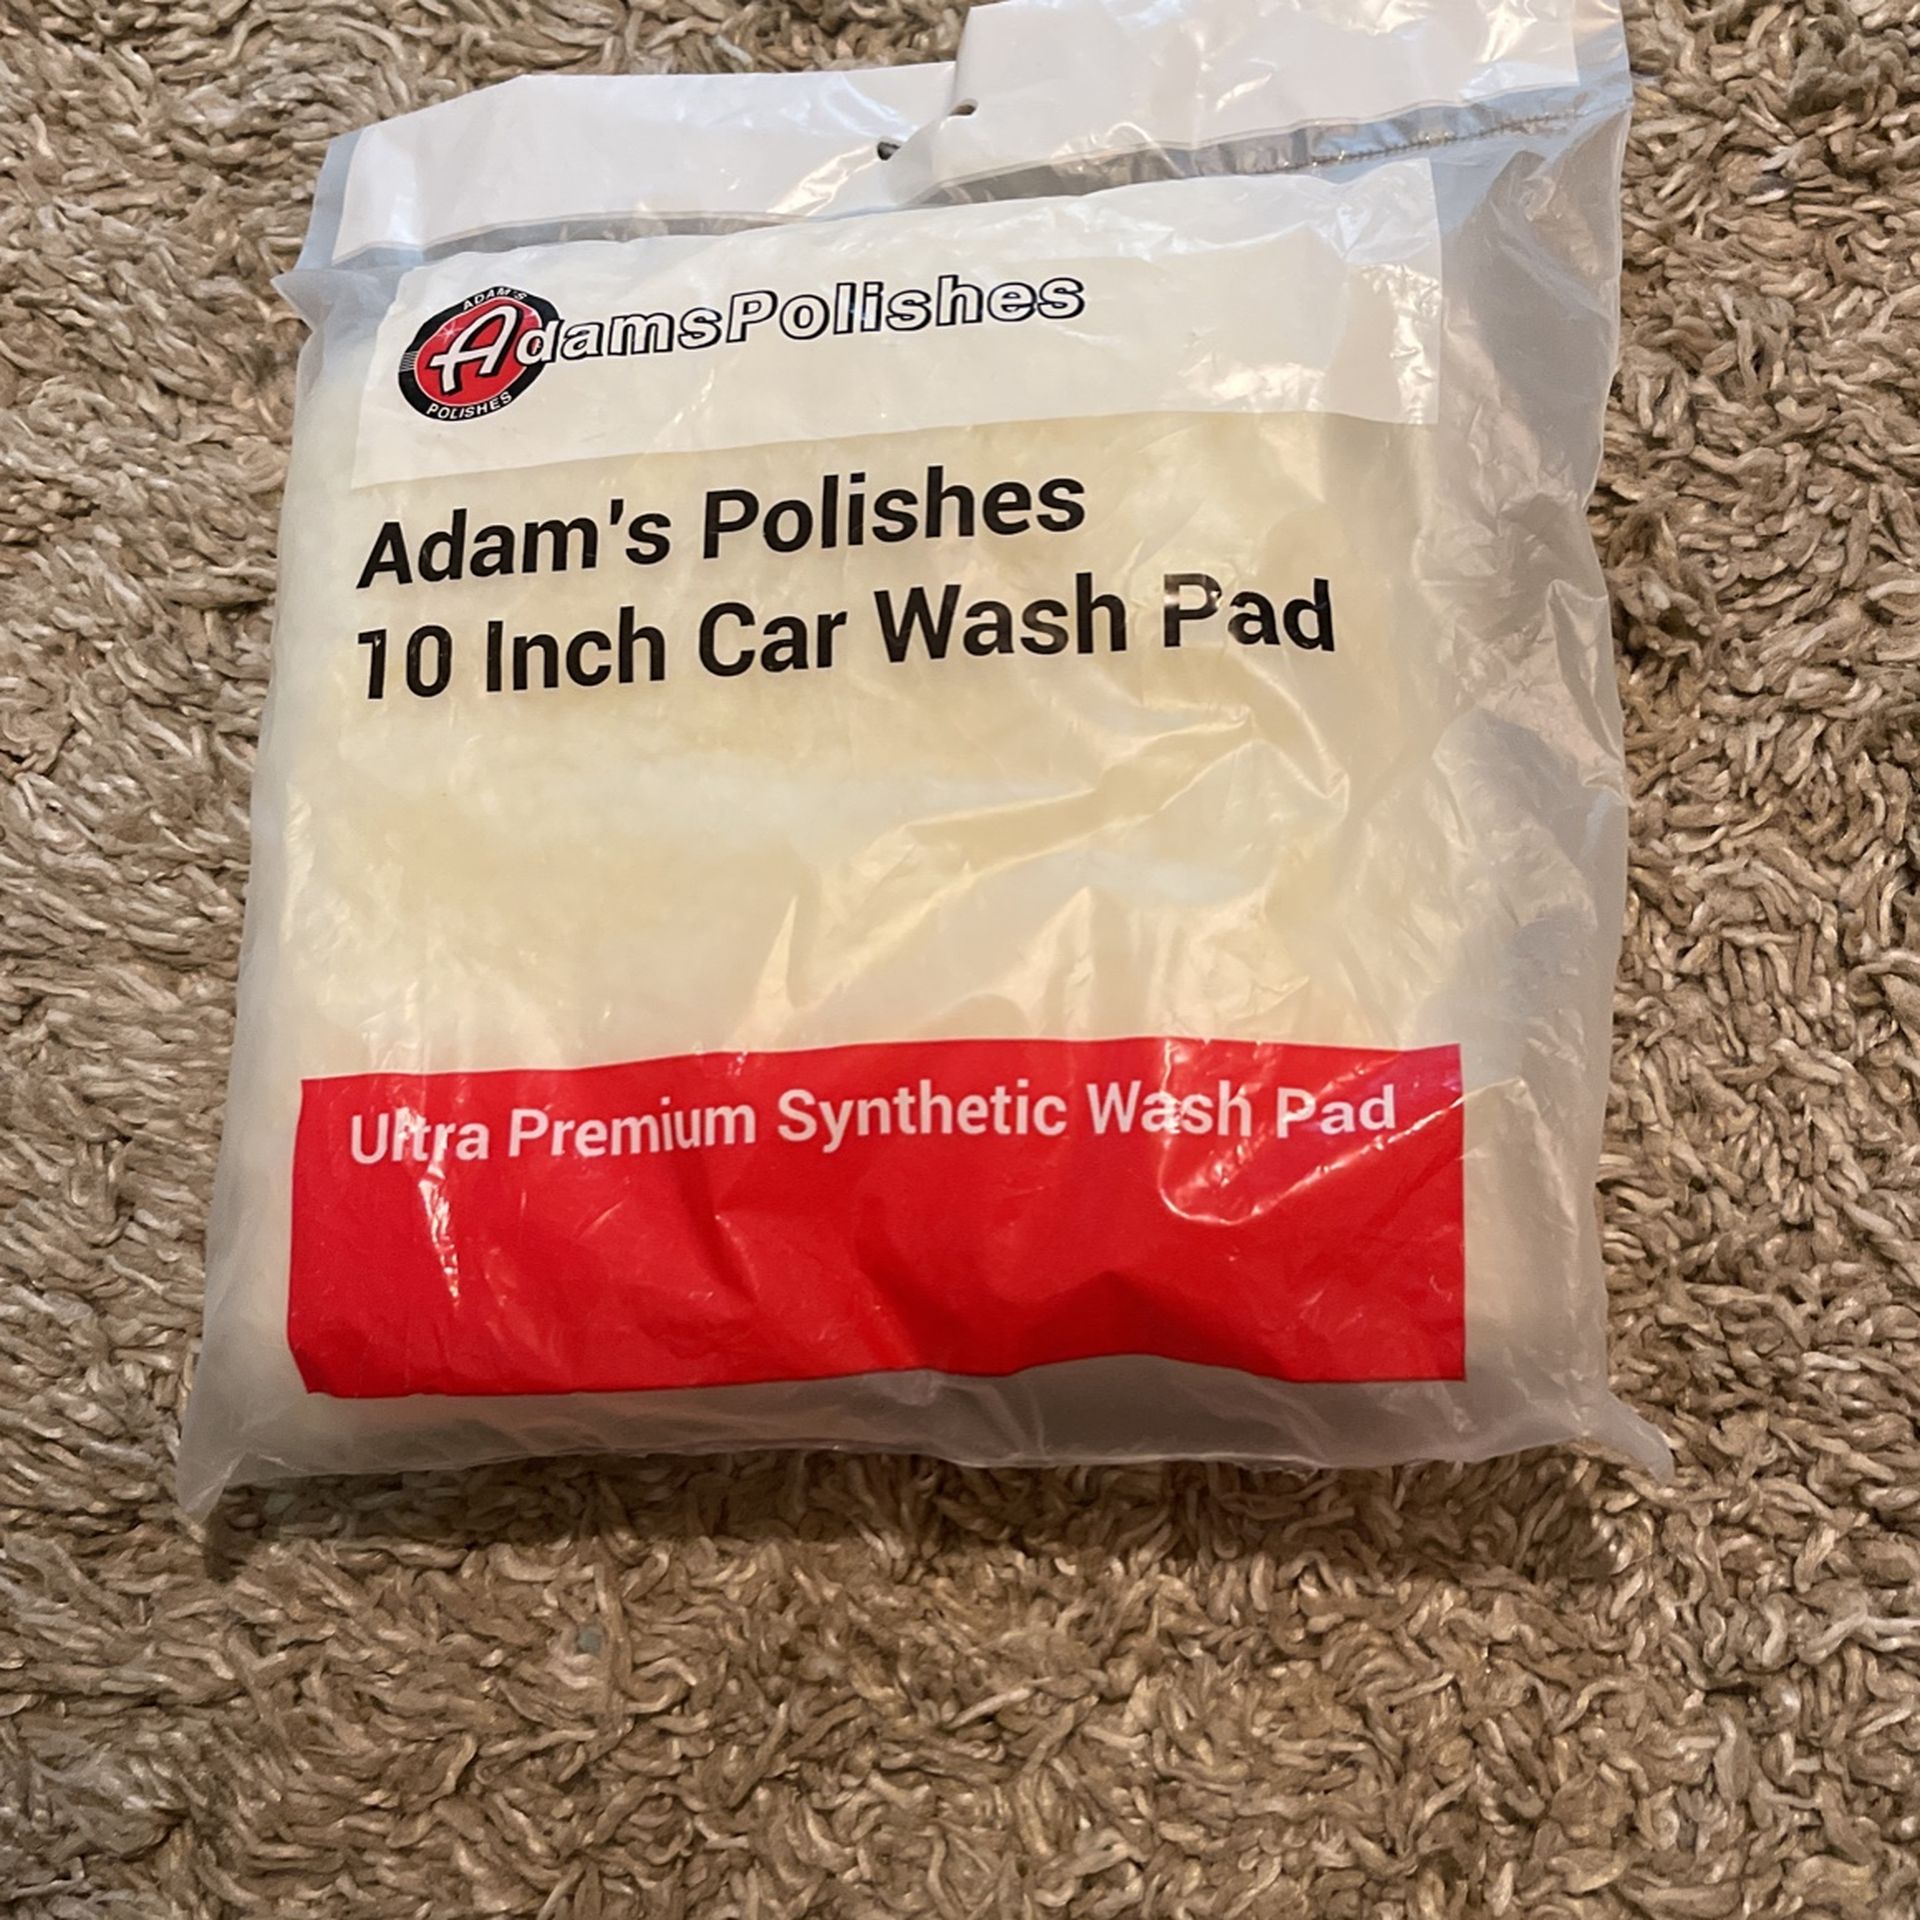 ADAM'S
AdamsPolishes
POLISHES
Adam's Polishes
10 Inch Car Wash Pad
Ultra Premium Synthetic Wash Pad